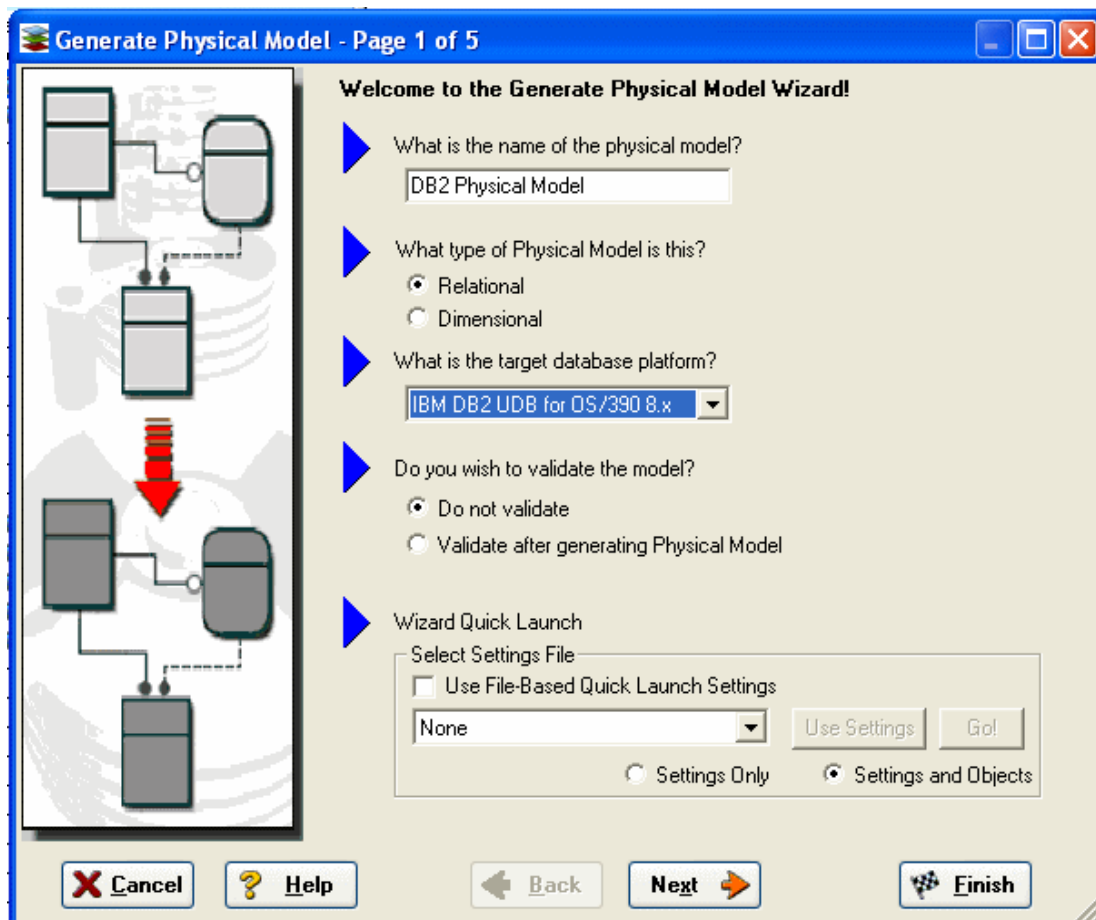 Generate Physical Model - Page 1 of 5
Welcome to the Generate Physical Model Wizard!
What is the name of the physical model?
DB2 Physical Model
What type of Physical Model is this?
Relational
Dimensional
What is the target database platform?
IBM DB2 UDB for OS/390 8.x
Do you wish to validate the model?
Do not validate
Validate after generating Physical Model
Wizard Quick Launch
Select Settings File
Use File-Based Quick Launch Settings
None
Use Settings
Go!
Settings Only
Settings and Objects
Cancel
Help
Back
Next
Finish